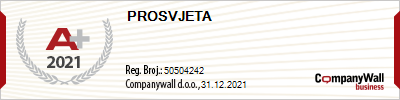 PROSVJETA
A+
2021
Reg. Broj.: 50504242
Companywall d.o.o., 31.12.2021
CompanyWall
business